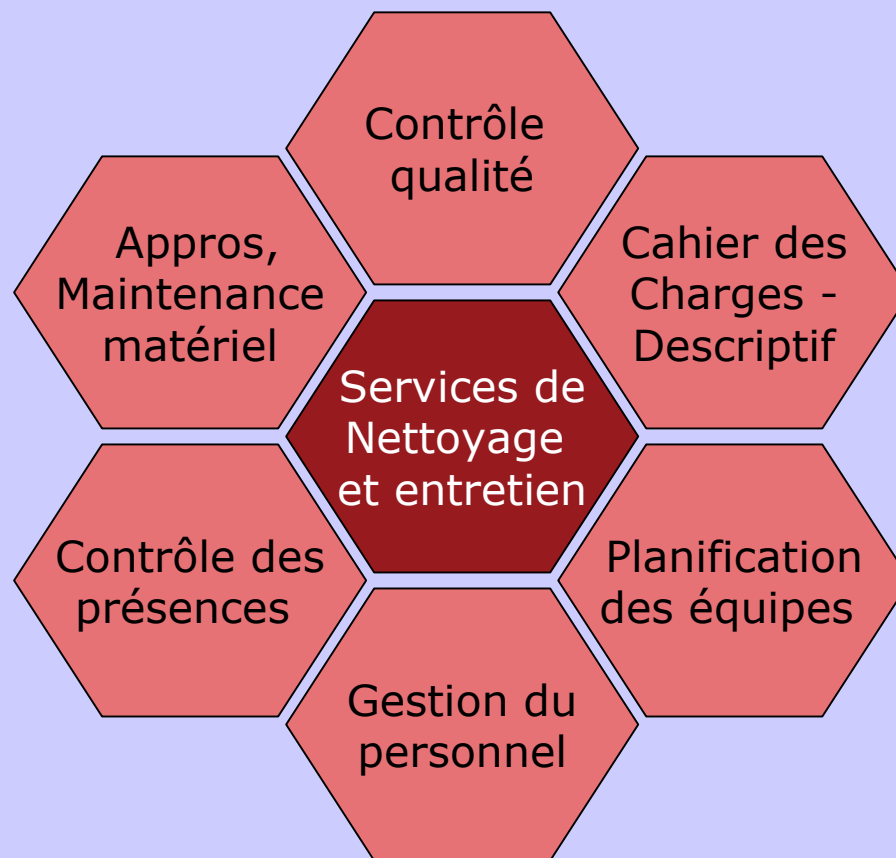 Contrôle
qualité
Appros,
Maintenance
matériel
Cahier des
Charges -
Descriptif
Services de
Nettoyage
et entretien
Contrôle des
présences
Planification
des équipes
Gestion du
personnel